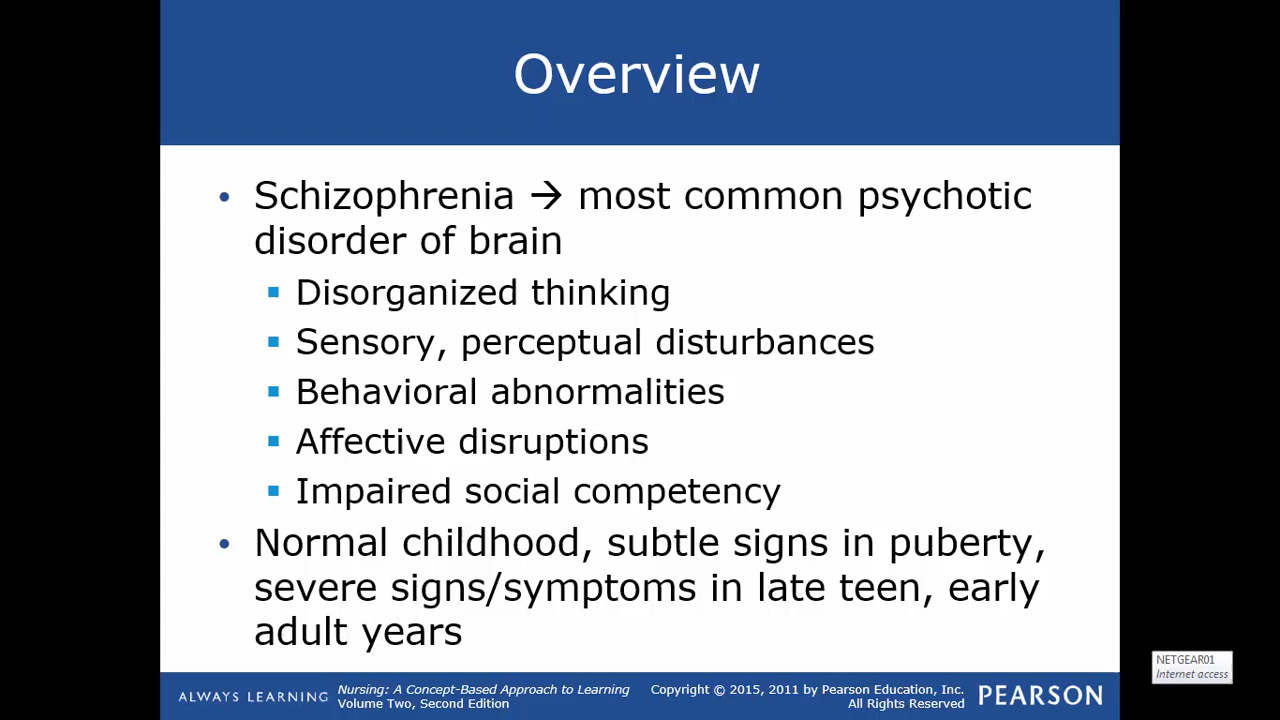 Overview
• Schizophrenia → most common psychotic
disorder of brain
▪ Disorganized thinking
▪ Sensory, perceptual disturbances
▪ Behavioral abnormalities
▪ Affective disruptions
▪ Impaired social competency
• Normal childhood, subtle signs in puberty,
severe signs/symptoms in late teen, early
adult years
NETGEAR01
Internet access
ALWAYS LEARNING
Nursing: A Concept-Based Approach to Learning
Volume Two, Second Edition
Copyright © 2015, 2011 by Pearson Education, Inc.
All Rights Reserved
PEARSON